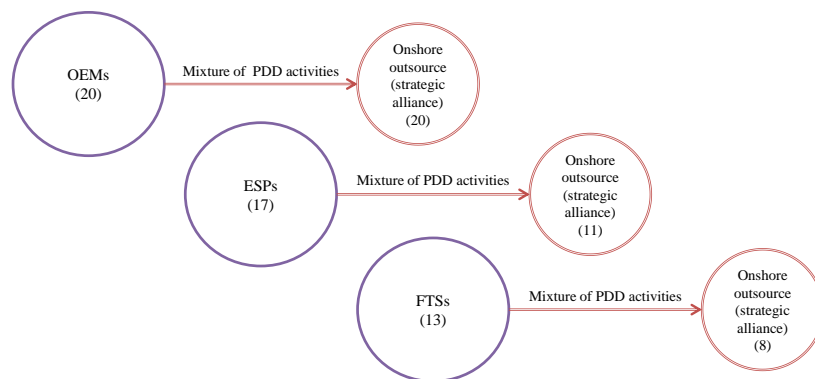 OEMs
(20)
Mixture of PDD activities
Onshore
outsource
(strategic
alliance)
(20)
ESPs
(17)
Mixture of PDD activities
Onshore
outsource
(strategic
alliance)
(11)
FTSs
(13)
Mixture of PDD activities
Onshore
outsource
(strategic
alliance)
(8)